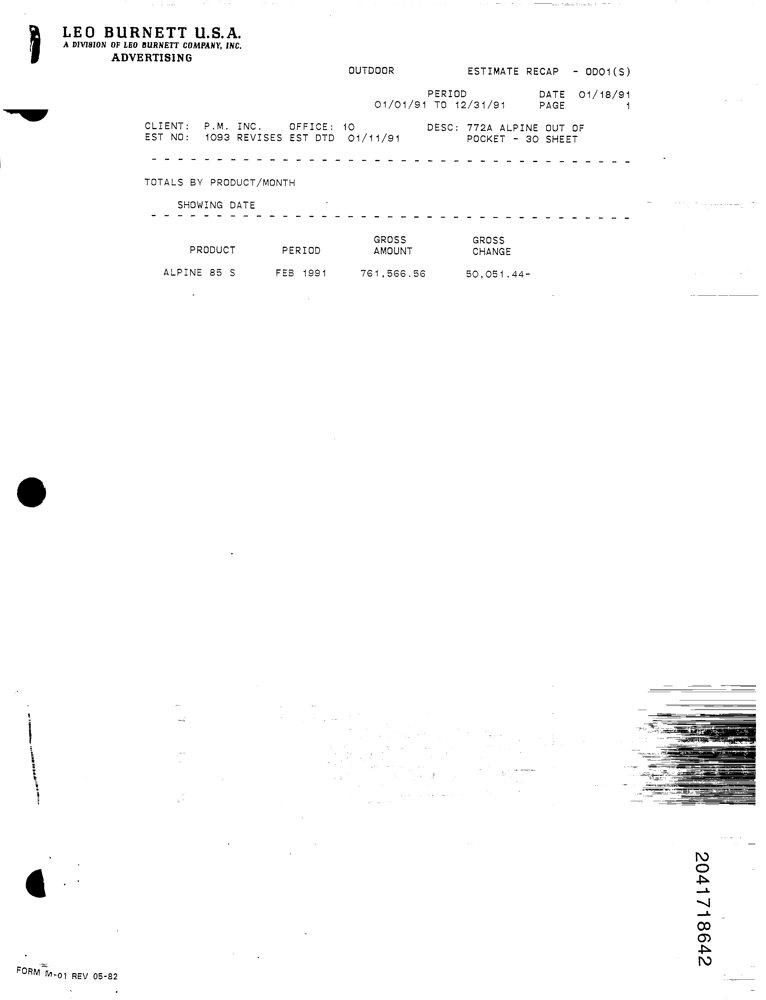 LEO BURNETT U.S.A.
A DIVISION OF LEO BURNETT COMPANY, INC.
ADVERTISING
OUTDOOR ESTIMATE RECAP - ODO1(S)
PERIOD DATE 01/18/91
01/01/91 TO 12/31/91 PAGE 1
CLIENT: P.M. INC. OFFICE: 10 DESC: 772A ALPINE OUT OF
EST NO: 1093 REVISES EST DTD 01/11/91 POCKET - 30 SHEET
TOTALS BY PRODUCT/MONTH
SHOWING DATE
GROSS GROSS
PRODUCT PERIOD AMOUNT CHANGE
ALPINE 85 S FEB 1991 761,566.56 50,051.44-
2041718642
FORM M-01 REV 05-82